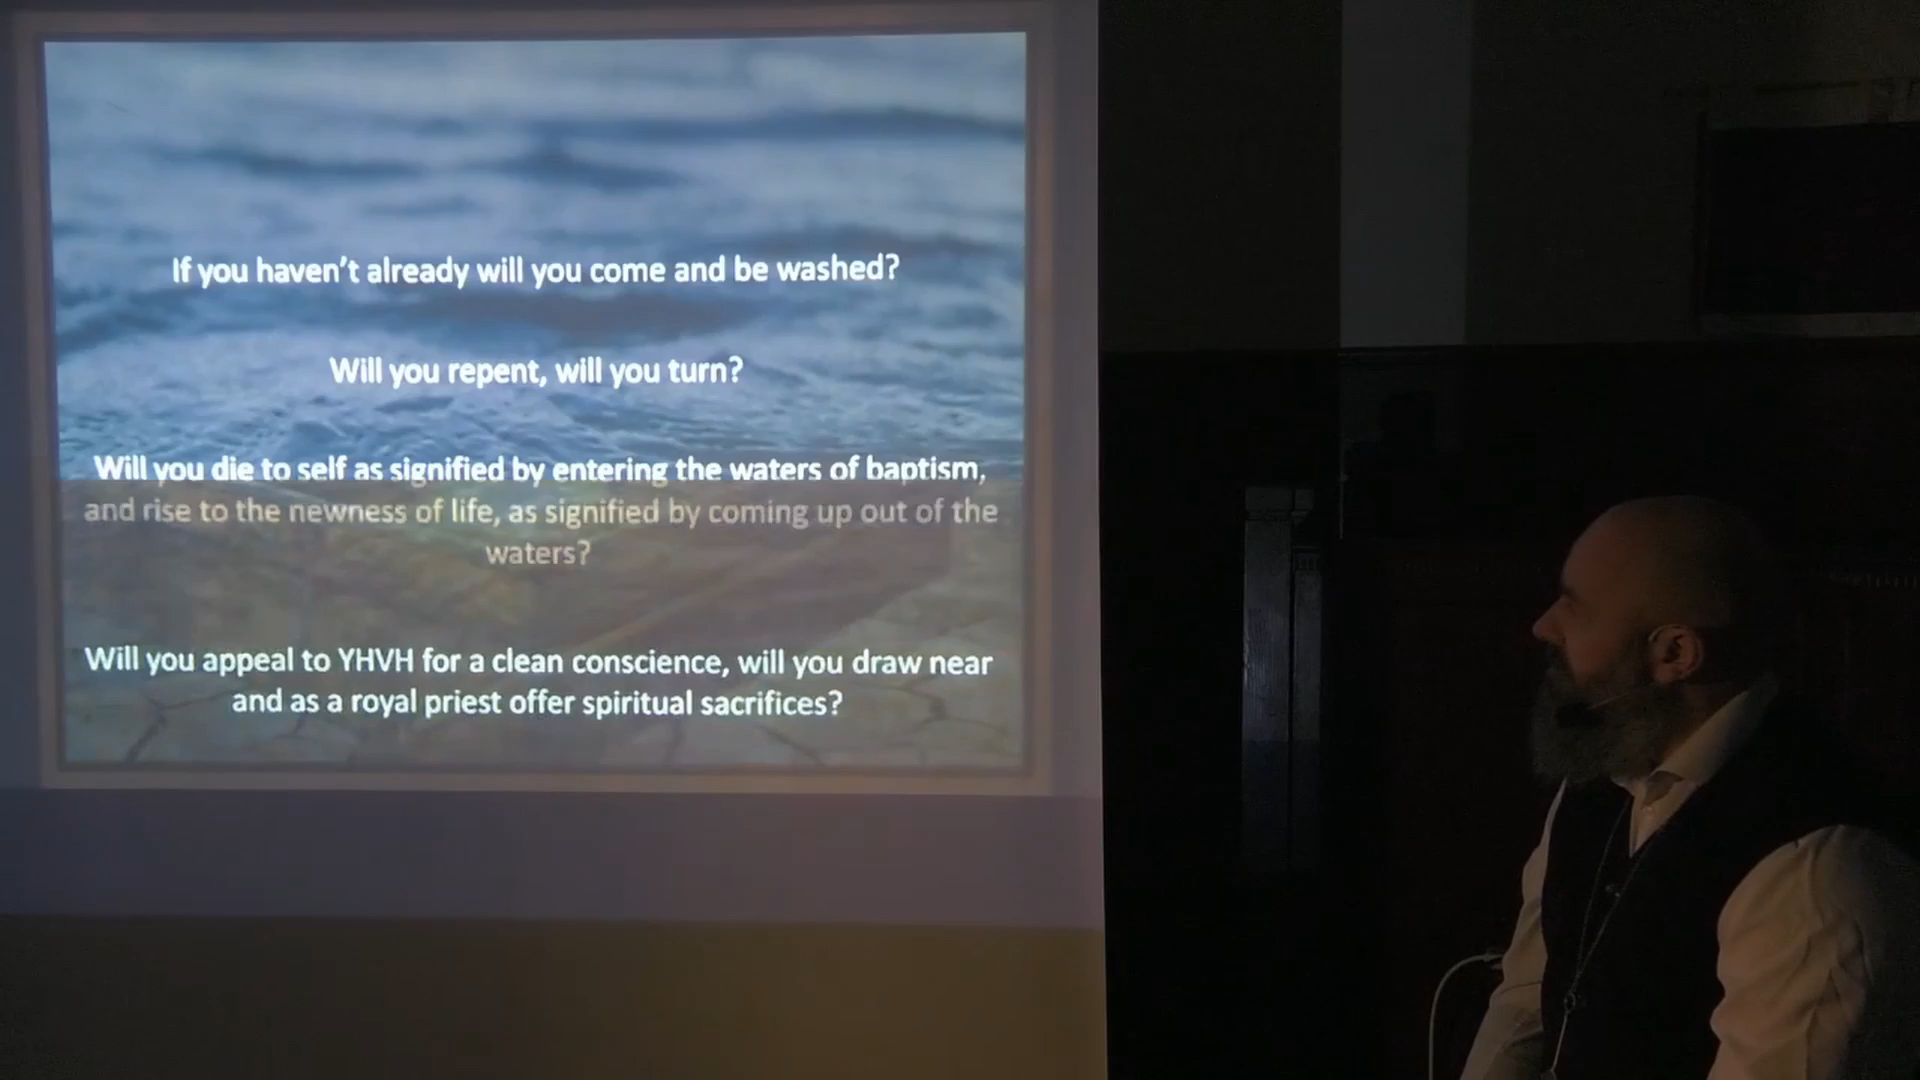 If you haven't already will you come and be washed?
Will you repent, will you turn?
Will you die to self as signified by entering the waters of baptism,
and rise to the newness of life, as signified by coming up out of the
waters?
Will you appeal to YHVH for a clean conscience, will you draw near
and as a royal priest offer spiritual sacrifices?